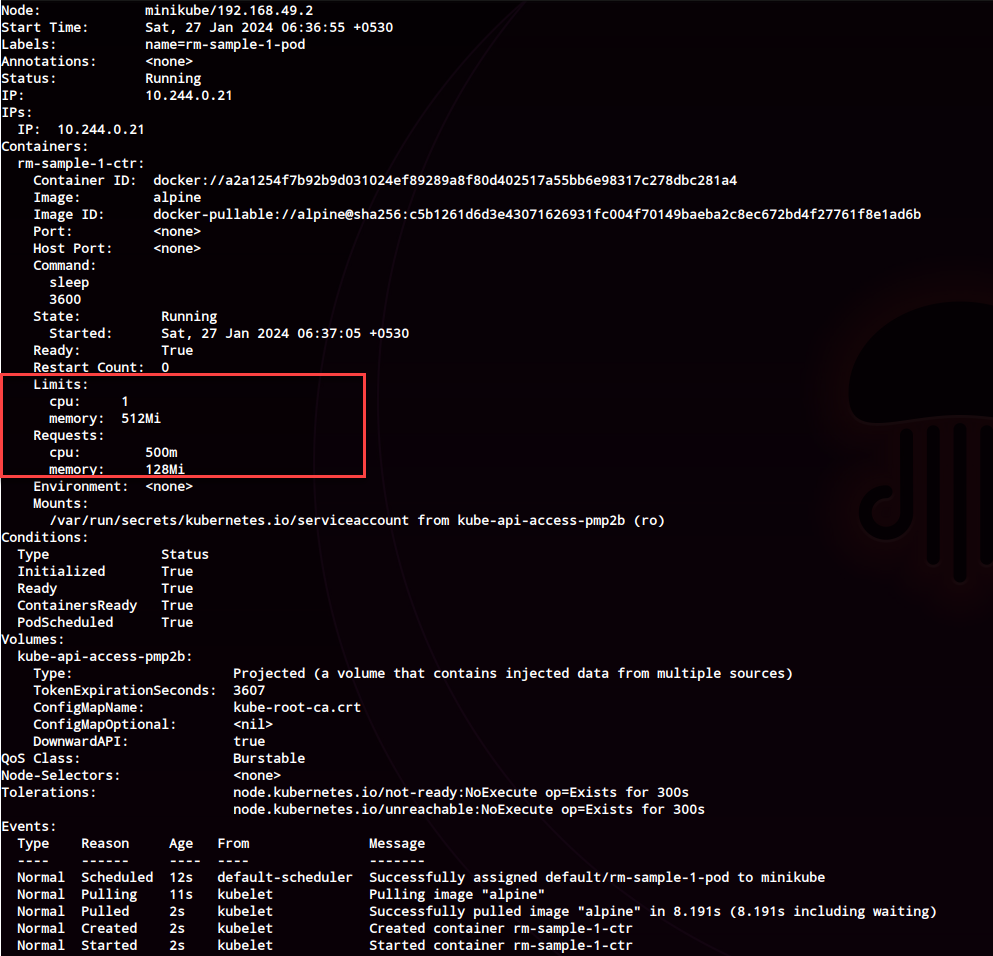 Node:             minikube/192.168.49.2
Start Time:       Sat, 27 Jan 2024 06:36:55 +0530
Labels:           name=rm-sample-1-pod
Annotations:      <none>
Status:           Running
IP:               10.244.0.21
IPs:
  IP:  10.244.0.21
Containers:
  rm-sample-1-ctr:
    Container ID:  docker://a2a1254f7b92b9d031024ef89289a8f80d402517a55bb6e98317c278dbc281a4
    Image:         alpine
    Image ID:      docker-pullable://alpine@sha256:c5b1261d6d3e43071626931fc004f70149baeba2c8ec672bd4f27761f8e1ad6b
    Port:          <none>
    Host Port:     <none>
    Command:
      sleep
      3600
    State:          Running
      Started:      Sat, 27 Jan 2024 06:37:05 +0530
    Ready:          True
    Restart Count:  0
    Limits:
      cpu:     1
      memory:  512Mi
    Requests:
      cpu:        500m
      memory:     128Mi
    Environment:  <none>
    Mounts:
      /var/run/secrets/kubernetes.io/serviceaccount from kube-api-access-pmp2b (ro)
Conditions:
  Type              Status
  Initialized       True
  Ready             True
  ContainersReady   True
  PodScheduled      True
Volumes:
  kube-api-access-pmp2b:
    Type:                    Projected (a volume that contains injected data from multiple sources)
    TokenExpirationSeconds:  3607
    ConfigMapName:           kube-root-ca.crt
    ConfigMapOptional:       <nil>
    DownwardAPI:             true
QoS Class:                   Burstable
Node-Selectors:              <none>
Tolerations:                 node.kubernetes.io/not-ready:NoExecute op=Exists for 300s
                             node.kubernetes.io/unreachable:NoExecute op=Exists for 300s
Events:
  Type    Reason     Age   From               Message
  ----    ------     ----  ----               -------
  Normal  Scheduled  12s   default-scheduler  Successfully assigned default/rm-sample-1-pod to minikube
  Normal  Pulling    11s   kubelet            Pulling image "alpine"
  Normal  Pulled     2s    kubelet            Successfully pulled image "alpine" in 8.191s (8.191s including waiting)
  Normal  Created    2s    kubelet            Created container rm-sample-1-ctr
  Normal  Started    2s    kubelet            Started container rm-sample-1-ctr